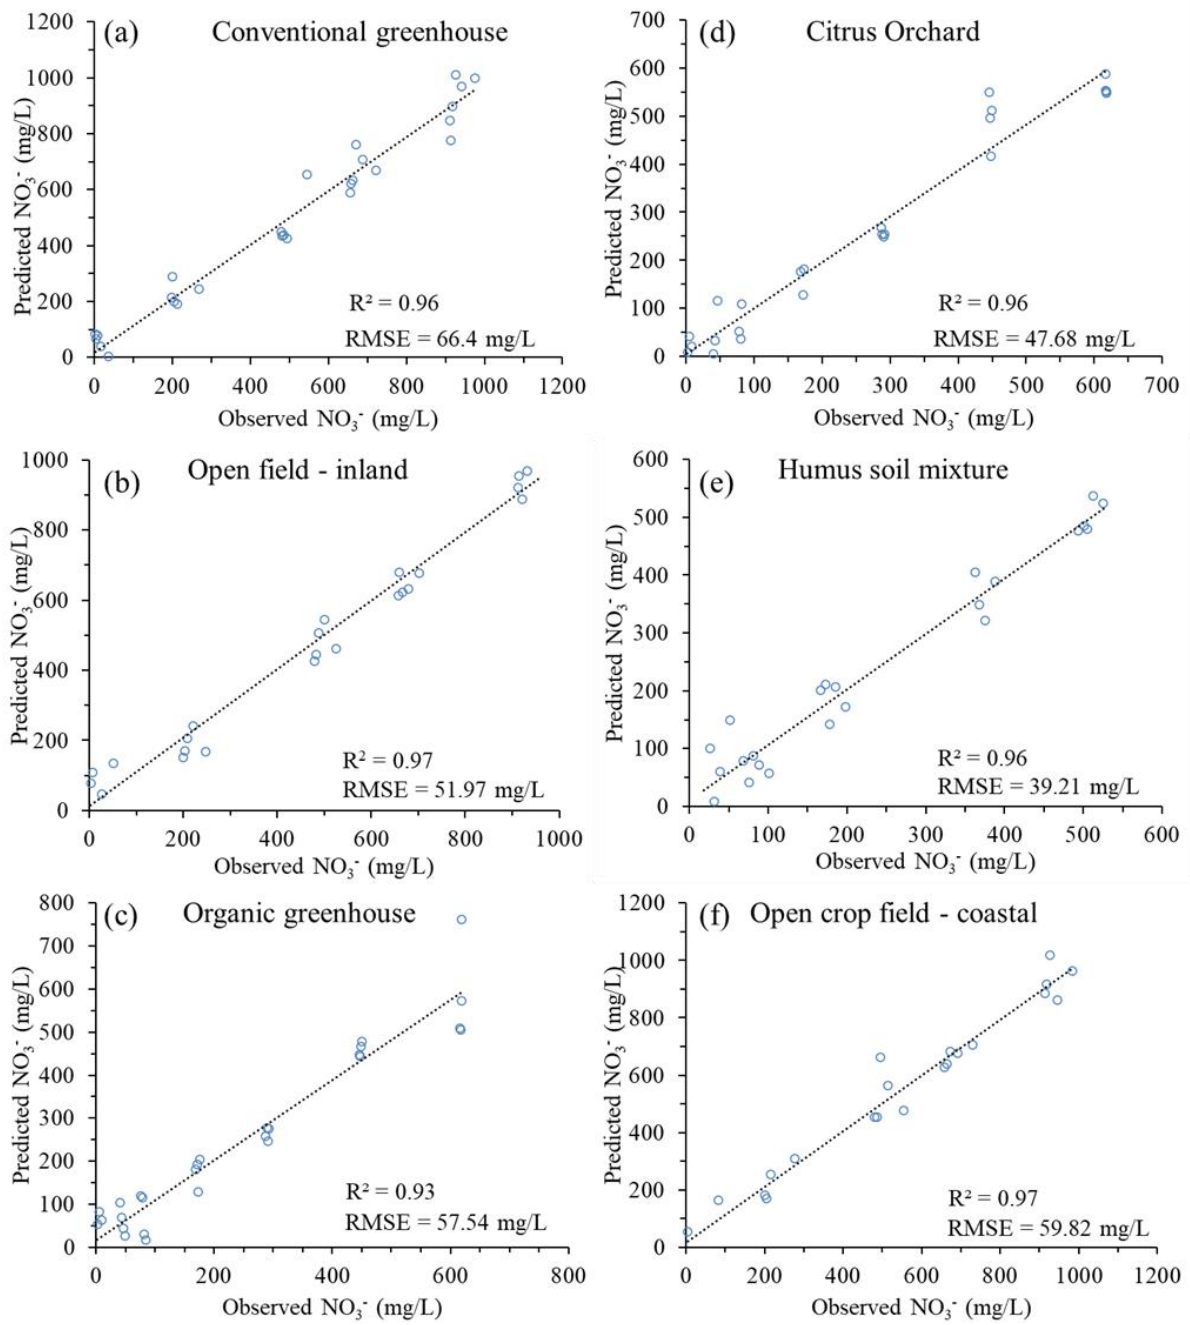 (a) Conventional greenhouse
1200
1000
800
600
400
200
0
Predicted NO₃⁻ (mg/L)
R² = 0.96
RMSE = 66.4 mg/L
0 200 400 600 800 1000 1200
Observed NO₃⁻ (mg/L)
(d) Citrus Orchard
700
600
500
400
300
200
100
0
Predicted NO₃⁻ (mg/L)
R² = 0.96
RMSE = 47.68 mg/L
0 100 200 300 400 500 600 700
Observed NO₃⁻ (mg/L)
(b) Open field - inland
1000
800
600
400
200
0
Predicted NO₃⁻ (mg/L)
R² = 0.97
RMSE = 51.97 mg/L
0 200 400 600 800 1000
Observed NO₃⁻ (mg/L)
(e) Humus soil mixture
600
500
400
300
200
100
0
Predicted NO₃⁻ (mg/L)
R² = 0.96
RMSE = 39.21 mg/L
0 100 200 300 400 500 600
Observed NO₃⁻ (mg/L)
(c) Organic greenhouse
800
700
600
500
400
300
200
100
0
Predicted NO₃⁻ (mg/L)
R² = 0.93
RMSE = 57.54 mg/L
0 200 400 600 800
Observed NO₃⁻ (mg/L)
(f) Open crop field - coastal
1200
1000
800
600
400
200
0
Predicted NO₃⁻ (mg/L)
R² = 0.97
RMSE = 59.82 mg/L
0 200 400 600 800 1000 1200
Observed NO₃⁻ (mg/L)